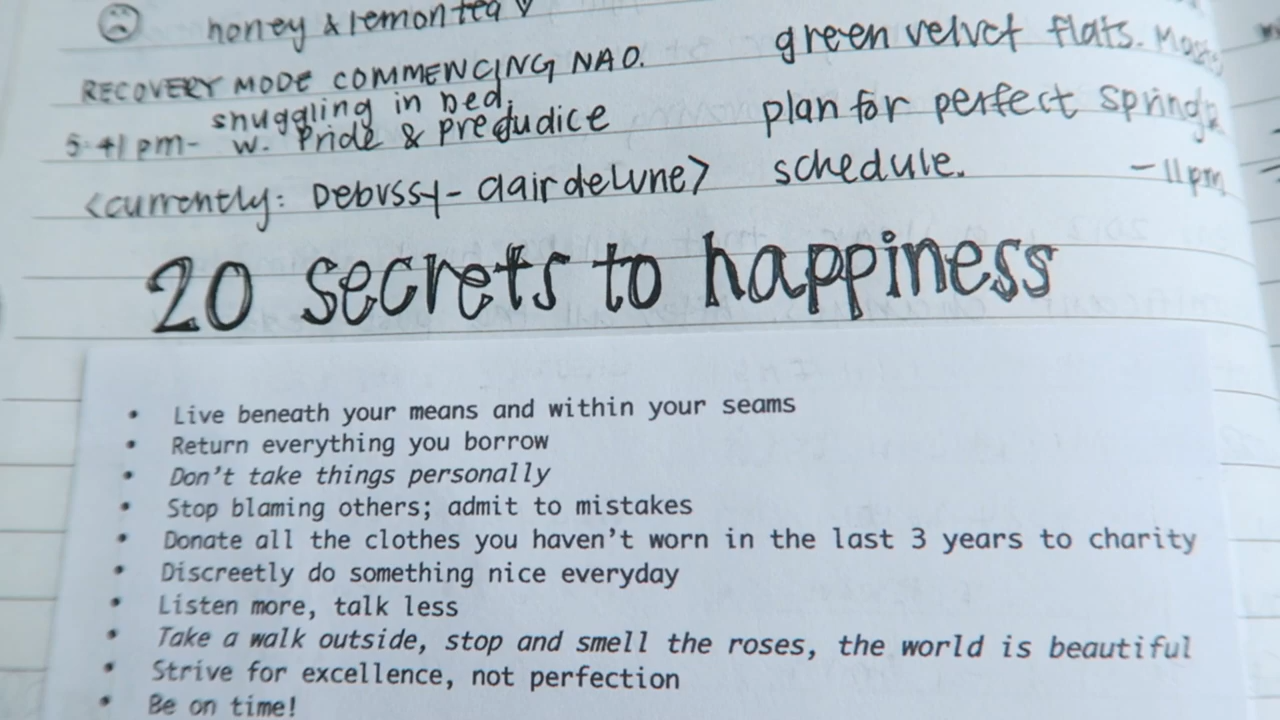 honey & lemon tea
RECOVERY MODE COMMENCING NAO.
snuggling in bed.
5:41pm- w. Pride & Prejudice
<currently: Debussy - clair de lune>
green velvet flats.
plan for perfect Spring
schedule.
-11pm
20 secrets to happiness
• Live beneath your means and within your seams
• Return everything you borrow
• Don't take things personally
• Stop blaming others; admit to mistakes
• Donate all the clothes you haven't worn in the last 3 years to charity
• Discreetly do something nice everyday
• Listen more, talk less
• Take a walk outside, stop and smell the roses, the world is beautiful
• Strive for excellence, not perfection
• Be on time!